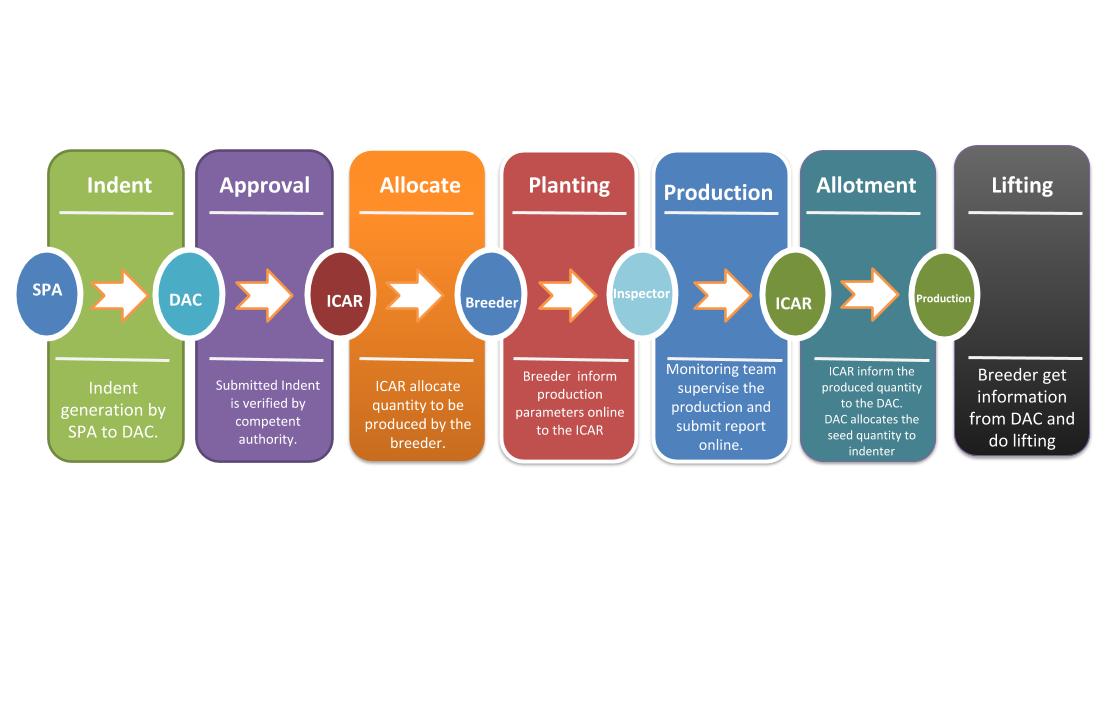 Indent
Approval
Allocate
Planting
Production
Allotment
Lifting
SPA
DAC
ICAR
Breeder
Inspector
ICAR
Production
Indent
generation by
SPA to DAC.
Submitted Indent
is verified by
competent
authority.
ICAR allocate
quantity to be
produced by the
breeder.
Breeder inform
production
parameters online
to the ICAR
Monitoring team
supervise the
production and
submit report
online.
ICAR inform the
produced quantity
to the DAC.
DAC allocates the
seed quantity to
indenter
Breeder get
information
from DAC and
do lifting